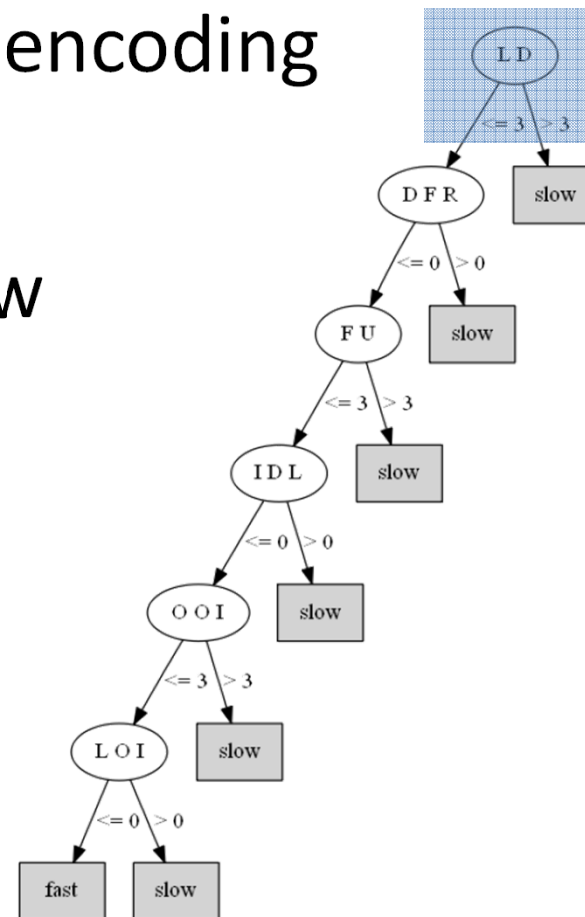 encoding
L D
<= 3 > 3
D F R
slow
w
<= 0 > 0
F U
slow
<= 3 > 3
I D L
slow
<= 0 > 0
O O I
slow
<= 3 > 3
L O I
slow
<= 0 > 0
fast
slow